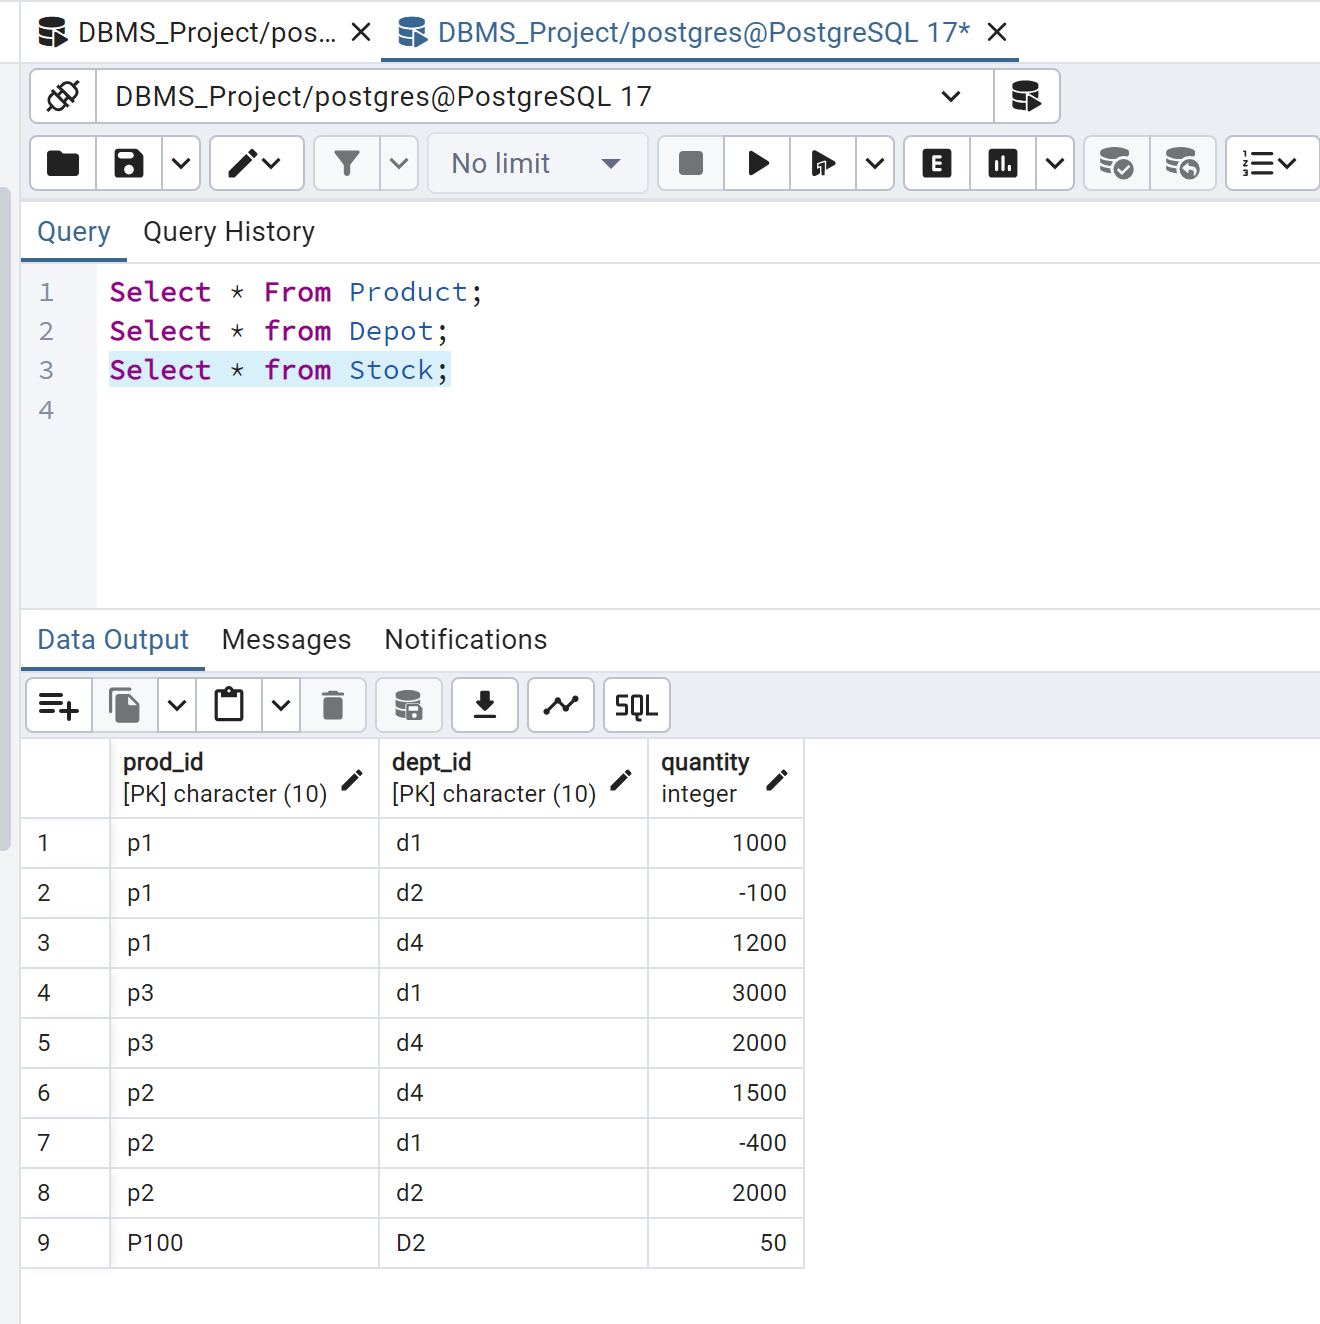 DBMS_Project/pos...
DBMS_Project/postgres@PostgreSQL 17*
DBMS_Project/postgres@PostgreSQL 17
No limit
E
1
2
3
Query
Query History
1 Select * From Product;
2 Select * from Depot;
3 Select * from Stock;
4
Data Output
Messages
Notifications
SQL
prod_id dept_id quantity
[PK] character (10) [PK] character (10) integer
1 p1 d1 1000
2 p1 d2 -100
3 p1 d4 1200
4 p3 d1 3000
5 p3 d4 2000
6 p2 d4 1500
7 p2 d1 -400
8 p2 d2 2000
9 P100 D2 50